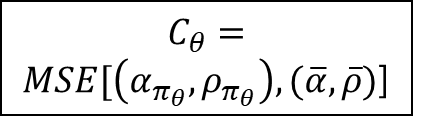 C_θ =
MSE[(α_{π_θ}, ρ_{π_θ}), (ᾱ, ρ̄)]